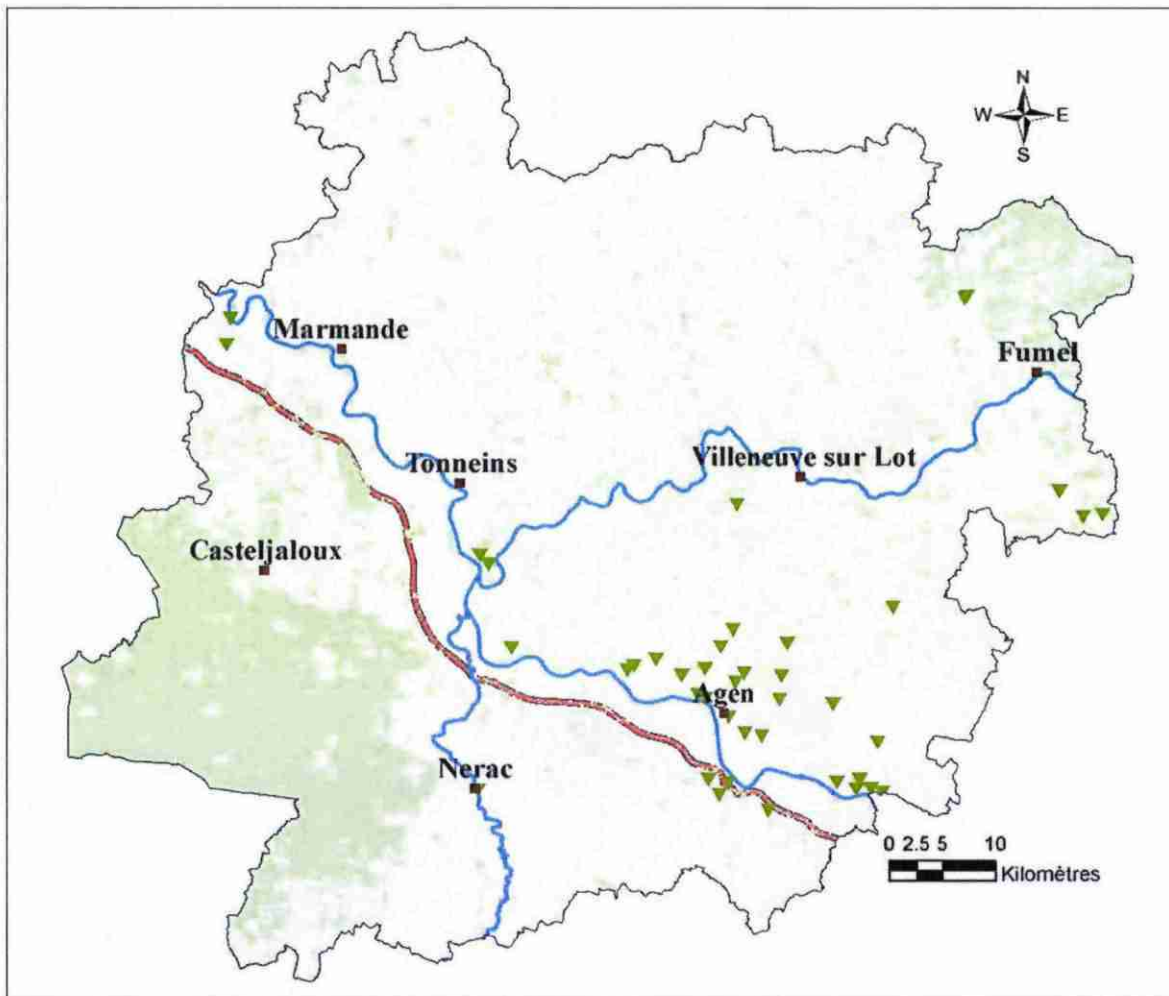 N
W E
S
Marmande
Fumel
Tonneins
Villeneuve sur Lot
Casteljaloux
Agen
Nerac
0 2.5 5 10
Kilomètres